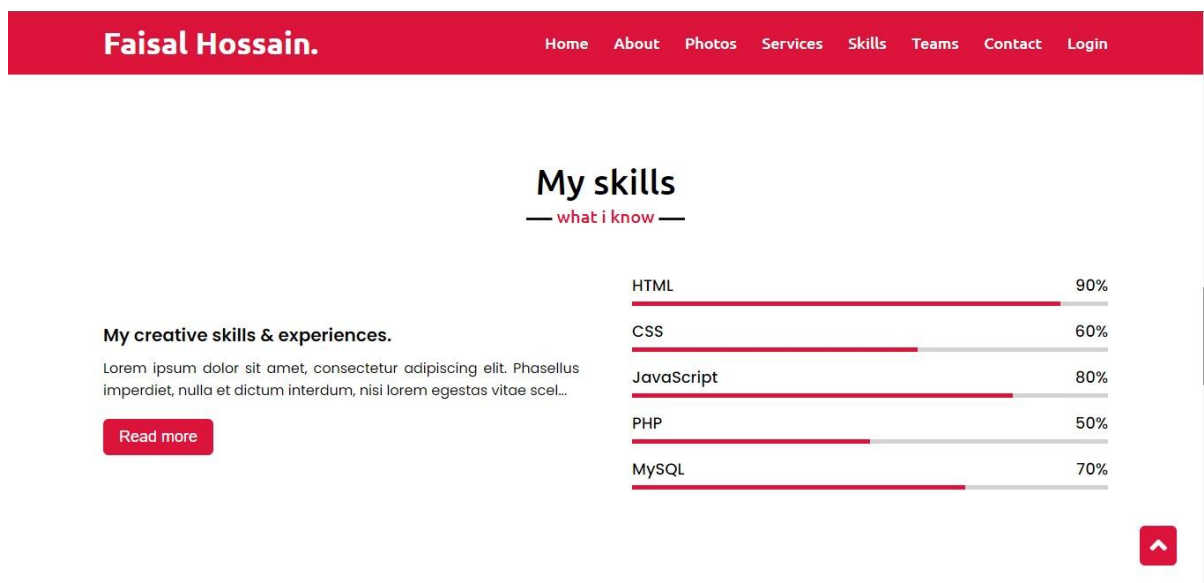 Faisal Hossain.
Home About Photos Services Skills Teams Contact Login
My skills
what i know
My creative skills & experiences.
Lorem ipsum dolor sit amet, consectetur adipiscing elit. Phasellus
imperdiet, nulla et dictum interdum, nisi lorem egestas vitae scel...
Read more
HTML 90%
CSS 60%
JavaScript 80%
PHP 50%
MySQL 70%